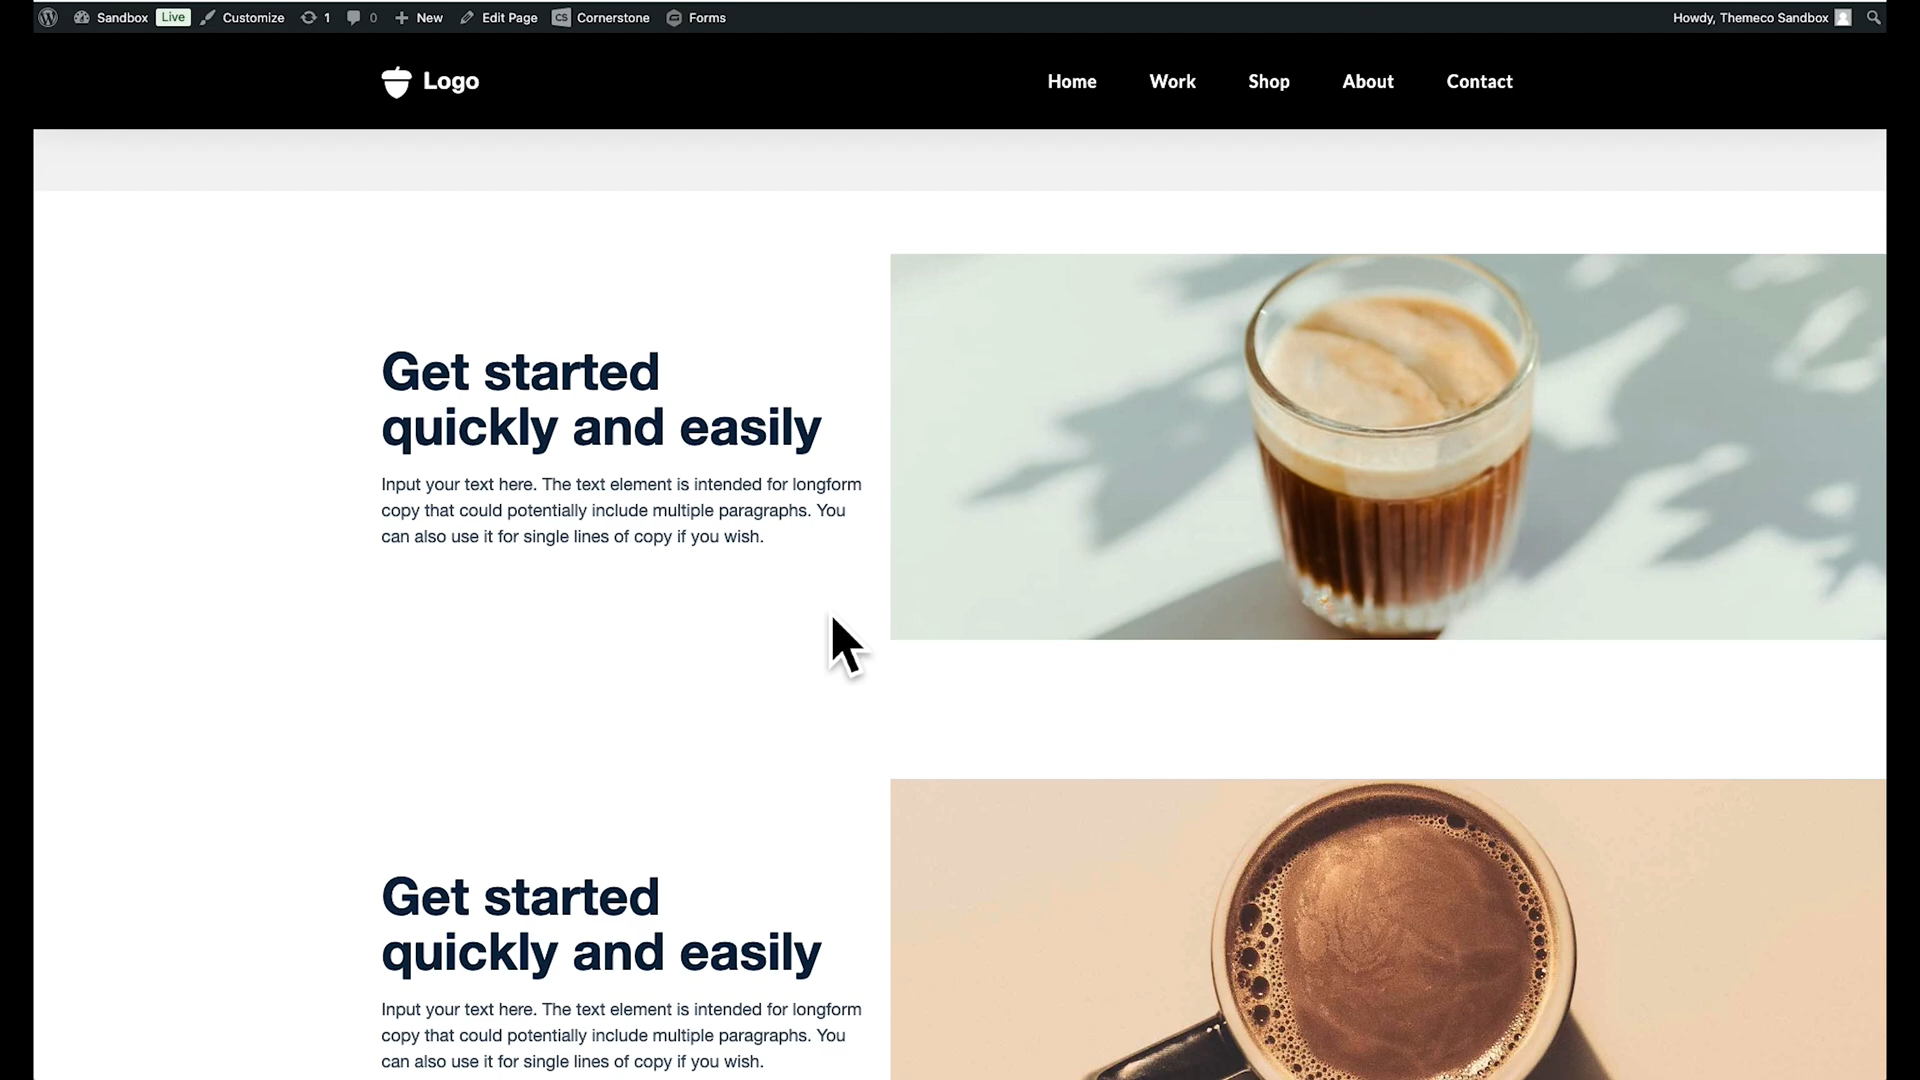 Sandbox Live Customize 1 0 New Edit Page CS Cornerstone Forms Howdy, Themeco Sandbox
Logo Home Work Shop About Contact
Get started
quickly and easily
Input your text here. The text element is intended for longform
copy that could potentially include multiple paragraphs. You
can also use it for single lines of copy if you wish.
Get started
quickly and easily
Input your text here. The text element is intended for longform
copy that could potentially include multiple paragraphs. You
can also use it for single lines of copy if you wish.